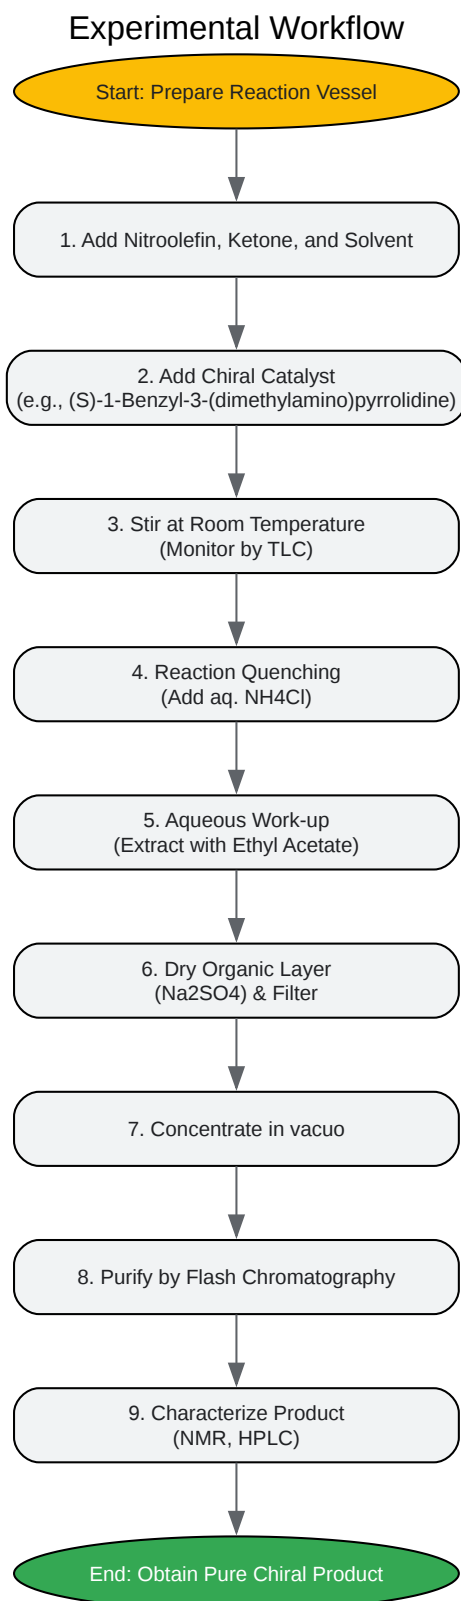 Experimental Workflow
Start: Prepare Reaction Vessel
1. Add Nitroolefin, Ketone, and Solvent
2. Add Chiral Catalyst
(e.g., (S)-1-Benzyl-3-(dimethylamino)pyrrolidine)
3. Stir at Room Temperature
(Monitor by TLC)
4. Reaction Quenching
(Add aq. NH4Cl)
5. Aqueous Work-up
(Extract with Ethyl Acetate)
6. Dry Organic Layer
(Na2SO4) & Filter
7. Concentrate in vacuo
8. Purify by Flash Chromatography
9. Characterize Product
(NMR, HPLC)
End: Obtain Pure Chiral Product